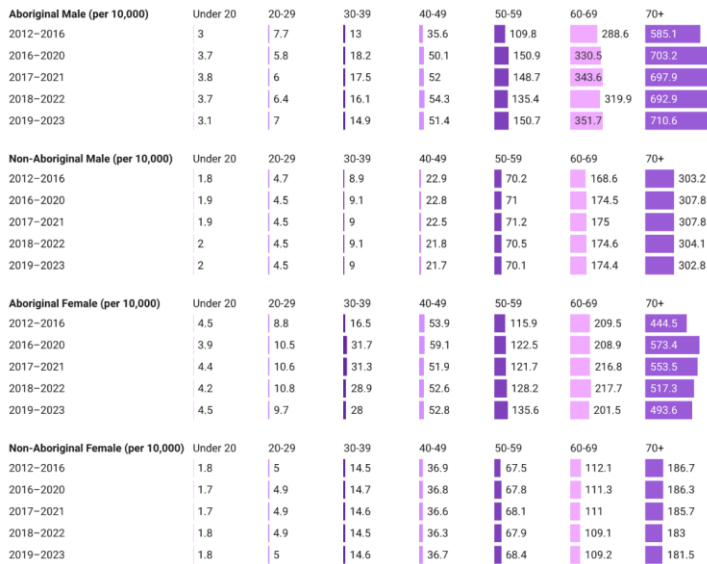 Aboriginal Male (per 10,000) Under 20 20-29 30-39 40-49 50-59 60-69 70+
2012–2016 3 7.7 13 35.6 109.8 288.6 585.1
2016–2020 3.7 5.8 18.2 50.1 150.9 330.5 703.2
2017–2021 3.8 6 17.5 52 148.7 343.6 697.9
2018–2022 3.7 6.4 16.1 54.3 135.4 319.9 692.9
2019–2023 3.1 7 14.9 51.4 150.7 351.7 710.6
Non-Aboriginal Male (per 10,000) Under 20 20-29 30-39 40-49 50-59 60-69 70+
2012–2016 1.8 4.7 8.9 22.9 70.2 168.6 303.2
2016–2020 1.9 4.5 9.1 22.8 71 174.5 307.8
2017–2021 1.9 4.5 9 22.5 71.2 175 307.8
2018–2022 2 4.5 9.1 21.8 70.5 174.6 304.1
2019–2023 2 4.5 9 21.7 70.1 174.4 302.8
Aboriginal Female (per 10,000) Under 20 20-29 30-39 40-49 50-59 60-69 70+
2012–2016 4.5 8.8 16.5 53.9 115.9 209.5 444.5
2016–2020 3.9 10.5 31.7 59.1 122.5 208.9 573.4
2017–2021 4.4 10.6 31.3 51.9 121.7 216.8 553.5
2018–2022 4.2 10.8 28.9 52.6 128.2 217.7 517.3
2019–2023 4.5 9.7 28 52.8 135.6 201.5 493.6
Non-Aboriginal Female (per 10,000) Under 20 20-29 30-39 40-49 50-59 60-69 70+
2012–2016 1.8 5 14.5 36.9 67.5 112.1 186.7
2016–2020 1.7 4.9 14.7 36.8 67.8 111.3 186.3
2017–2021 1.7 4.9 14.6 36.6 68.1 111 185.7
2018–2022 1.8 4.9 14.5 36.3 67.9 109.1 183
2019–2023 1.8 5 14.6 36.7 68.4 109.2 181.5